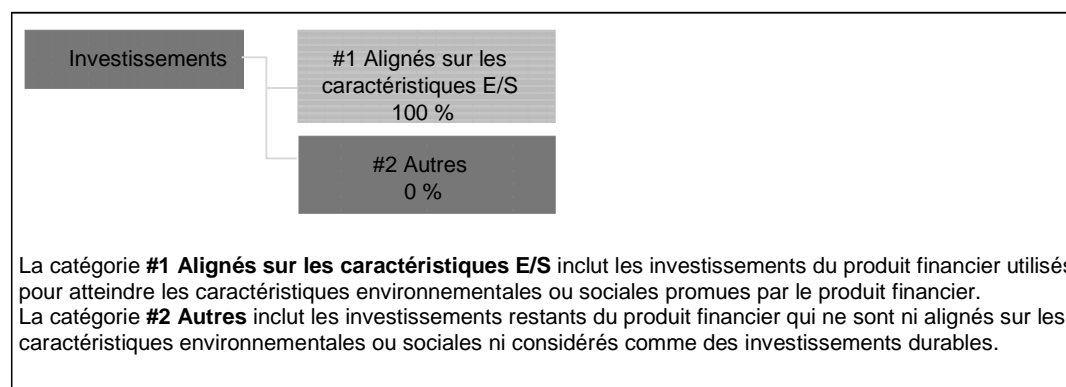 Investissements
#1 Alignés sur les
caractéristiques E/S
100 %
#2 Autres
0 %
La catégorie #1 Alignés sur les caractéristiques E/S inclut les investissements du produit financier utilisés
pour atteindre les caractéristiques environnementales ou sociales promues par le produit financier.
La catégorie #2 Autres inclut les investissements restants du produit financier qui ne sont ni alignés sur les
caractéristiques environnementales ou sociales ni considérés comme des investissements durables.